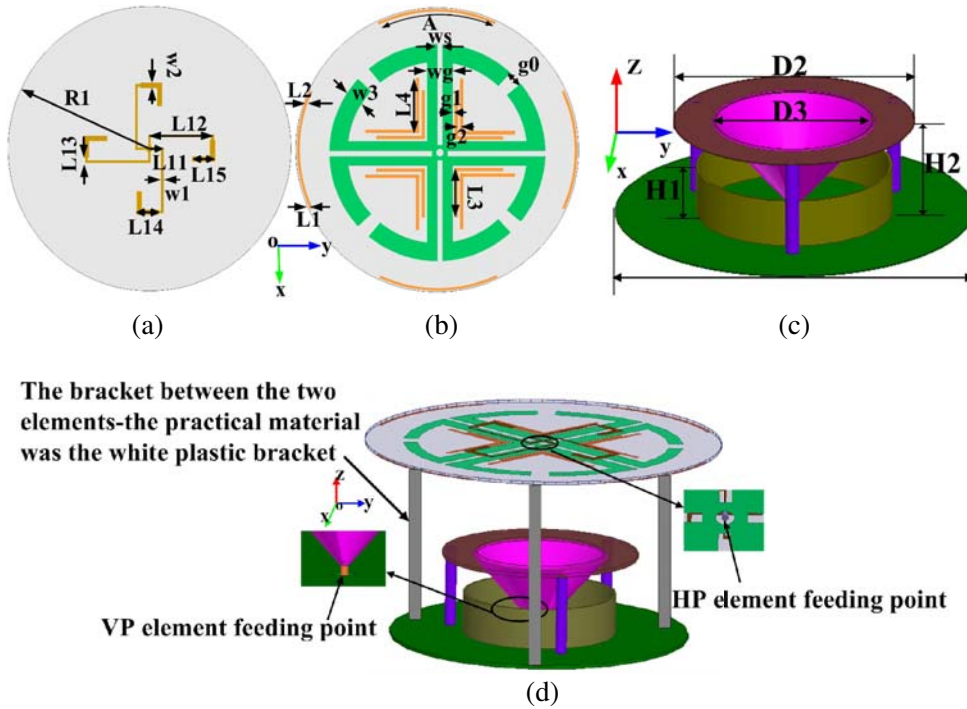 w2
R1
L12
L13
L11
L15
w1
L14
(a)
A
ws
g0
L2
w3
wg
L4
g1
g2
L3
L1
o
y
x
(b)
z
y
x
D2
D3
H1
H2
(c)
The bracket between the two
elements-the practical material
was the white plastic bracket
z
o
y
x
VP element feeding point
HP element feeding point
(d)